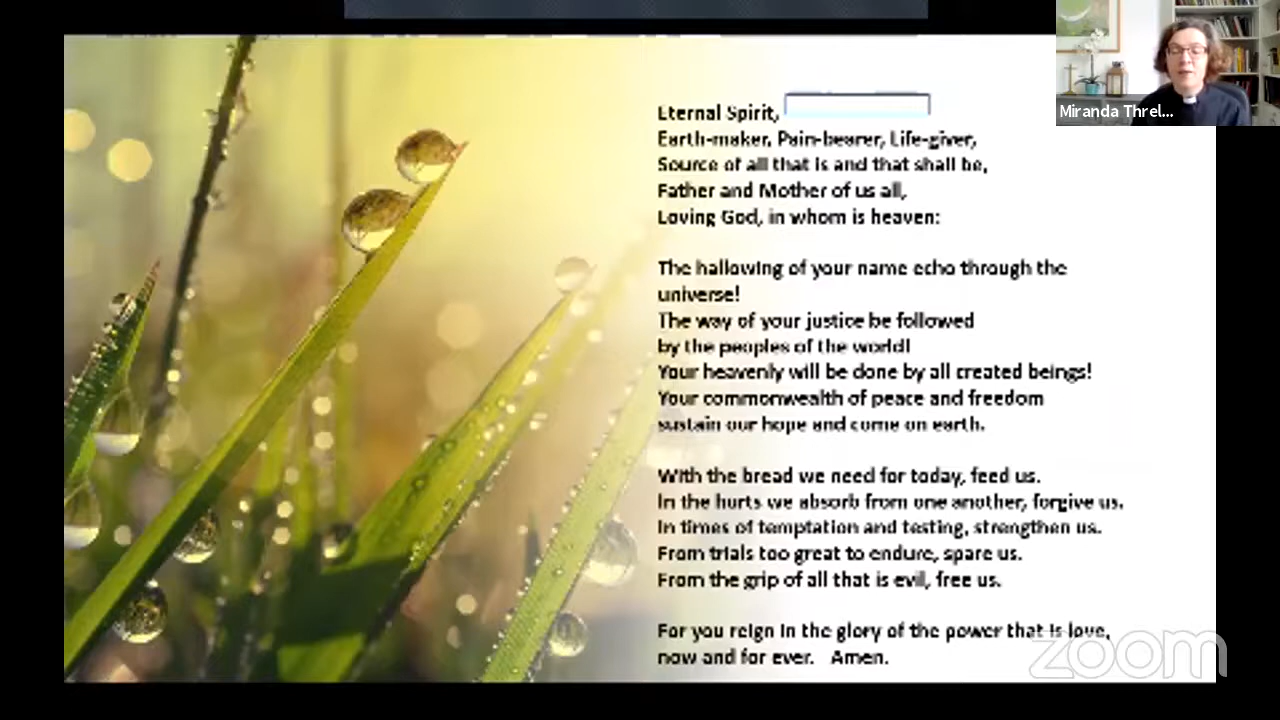 Eternal Spirit,
Earth-maker, Pain-bearer, Life-giver,
Source of all that is and that shall be,
Father and Mother of us all,
Loving God, in whom is heaven:
The hallowing of your name echo through the
universe!
The way of your justice be followed
by the peoples of the world!
Your heavenly will be done by all created beings!
Your commonwealth of peace and freedom
sustain our hope and come on earth.
With the bread we need for today, feed us.
In the hurts we absorb from one another, forgive us.
In times of temptation and testing, strengthen us.
From trials too great to endure, spare us.
From the grip of all that is evil, free us.
For you reign in the glory of the power that is love,
now and for ever. Amen.
Miranda Threl...
zoom